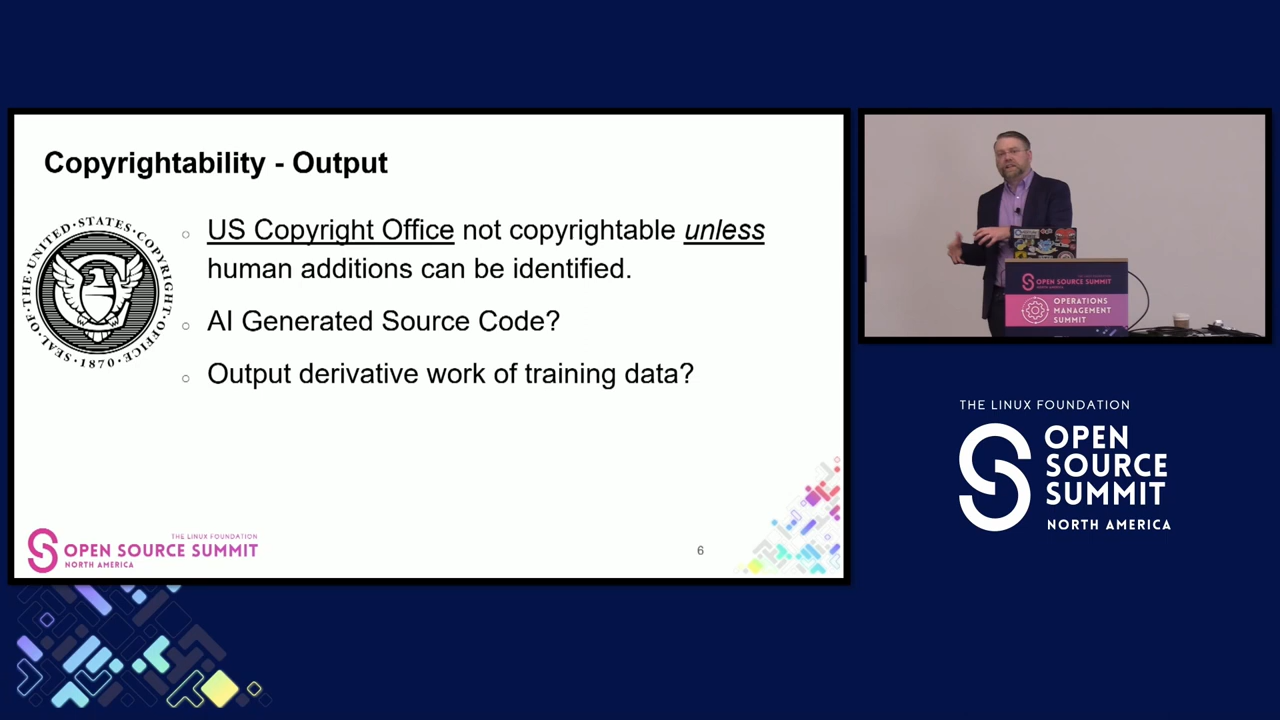 Copyrightability - Output
SEAL·OF·THE·UNITED·STATES·COPYRIGHT·OFFICE
·1870·
US Copyright Office not copyrightable unless
human additions can be identified.
AI Generated Source Code?
Output derivative work of training data?
THE LINUX FOUNDATION
OPEN SOURCE SUMMIT
NORTH AMERICA
6
OPEN SOURCE SUMMIT
NORTH AMERICA
OPERATIONS
MANAGEMENT
SUMMIT
THE LINUX FOUNDATION
OPEN
SOURCE
SUMMIT
NORTH AMERICA